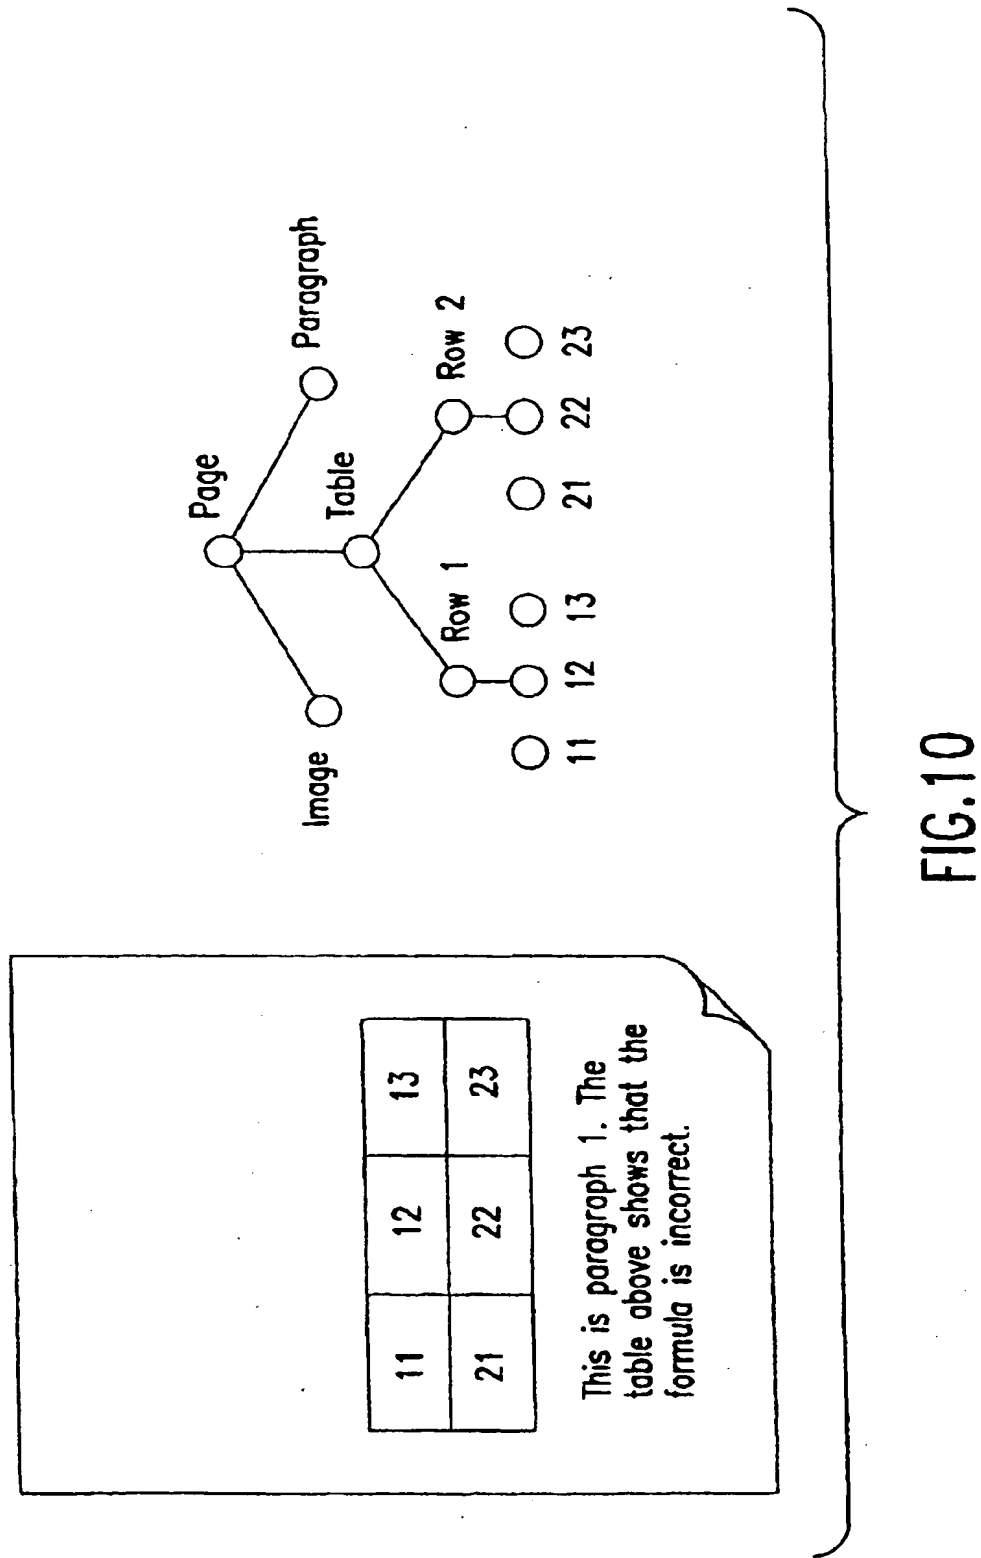 11 12 13
21 22 23
This is paragraph 1. The
table above shows that the
formula is incorrect.
Page
Image Paragraph
Table
Row 1 Row 2
11 12 13 21 22 23
FIG.10